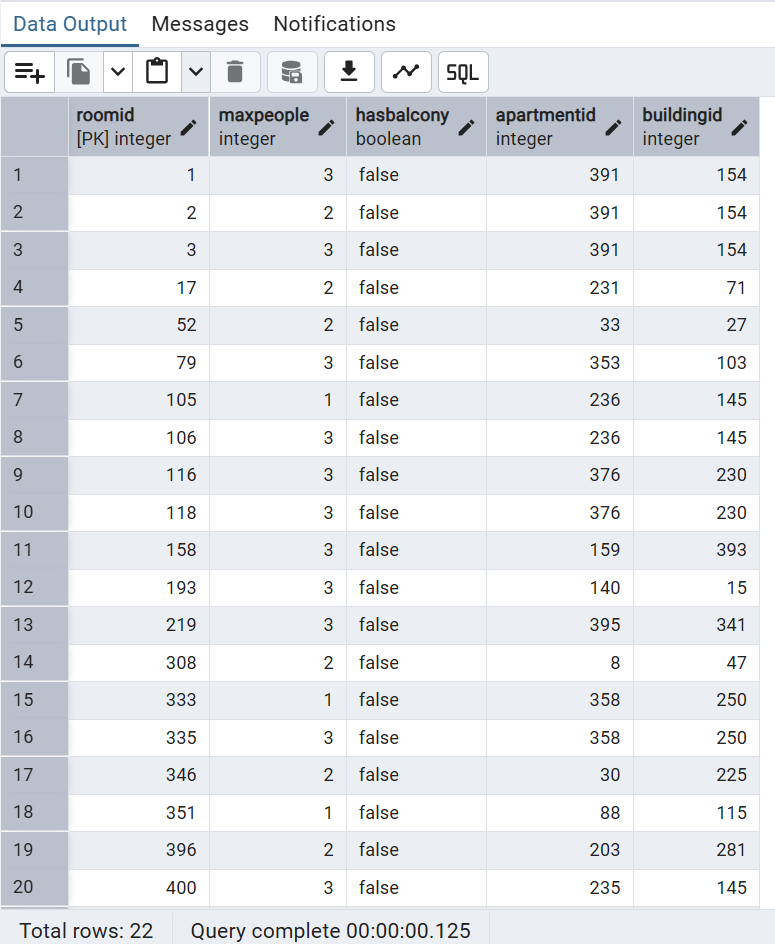 Data Output Messages Notifications
SQL
roomid maxpeople hasbalcony apartmentid buildingid
[PK] integer integer boolean integer integer
1 1 3 false 391 154
2 2 2 false 391 154
3 3 3 false 391 154
4 17 2 false 231 71
5 52 2 false 33 27
6 79 3 false 353 103
7 105 1 false 236 145
8 106 3 false 236 145
9 116 3 false 376 230
10 118 3 false 376 230
11 158 3 false 159 393
12 193 3 false 140 15
13 219 3 false 395 341
14 308 2 false 8 47
15 333 1 false 358 250
16 335 3 false 358 250
17 346 2 false 30 225
18 351 1 false 88 115
19 396 2 false 203 281
20 400 3 false 235 145
Total rows: 22 Query complete 00:00:00.125